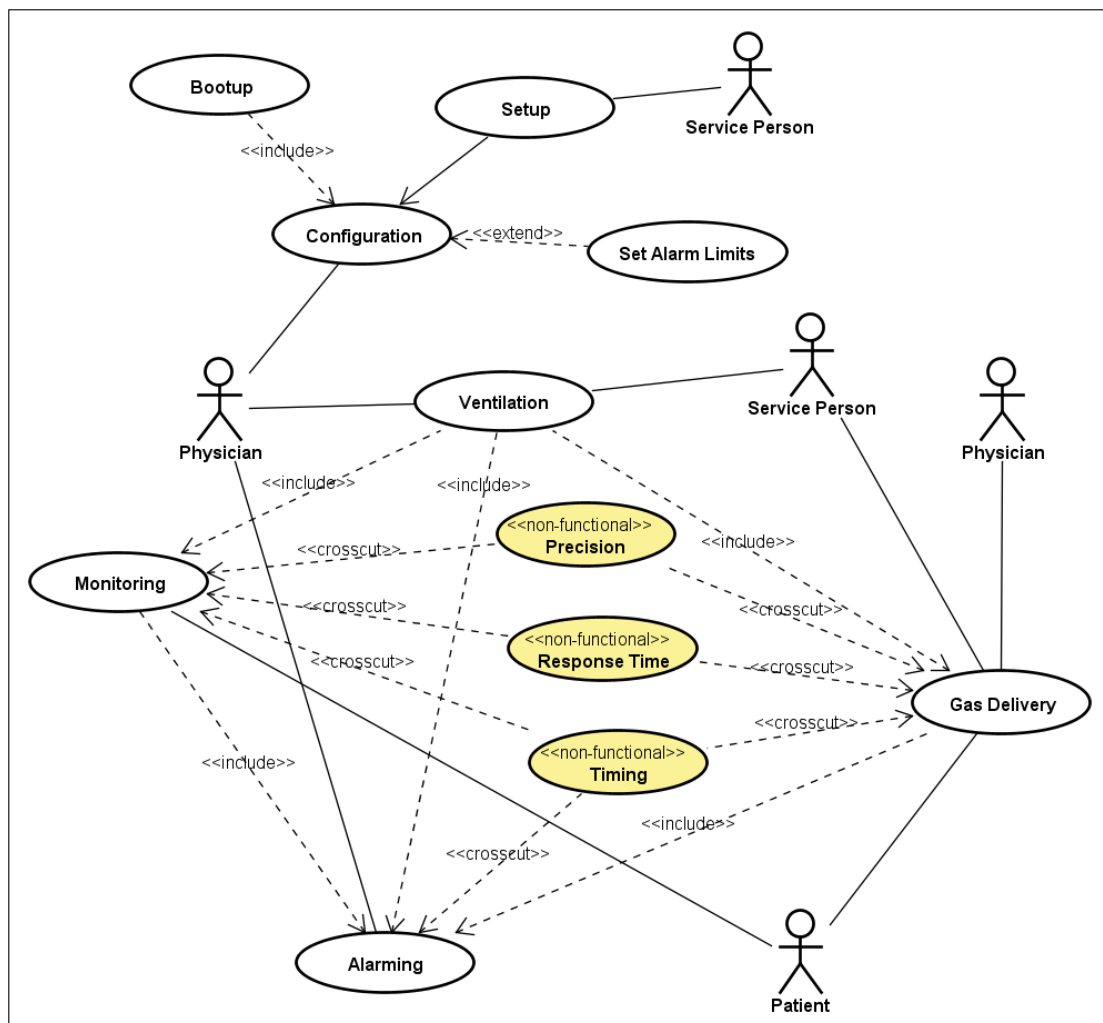 Bootup
Setup
Service Person
<<include>>
Configuration
<<extend>>
Set Alarm Limits
Physician
Ventilation
Service Person
Physician
<<include>>
<<include>>
<<non-functional>>
Precision
<<include>>
<<crosscut>>
Monitoring
<<crosscut>>
<<crosscut>>
<<non-functional>>
Response Time
<<crosscut>>
<<crosscut>>
Gas Delivery
<<crosscut>>
<<non-functional>>
Timing
<<include>>
<<include>>
<<crosscut>>
Alarming
Patient